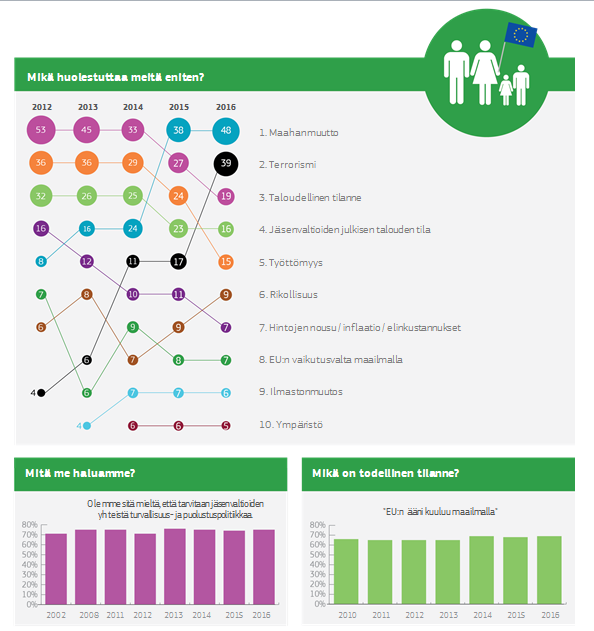 Mikä huolestuttaa meitä eniten?
2012 2013 2014 2015 2016
53 45 33 38 48 1. Maahanmuutto
36 36 29 27 39 2. Terrorismi
32 26 25 24 19 3. Taloudellinen tilanne
16 16 24 23 16 4. Jäsenvaltioiden julkisen talouden tila
8 12 11 17 15 5. Työttömyys
7 8 10 11 9 6. Rikollisuus
6 9 9 7 7. Hintojen nousu / inflaatio / elinkustannukset
6 7 8 7 8. EU:n vaikutusvalta maailmalla
4 6 7 7 6 9. Ilmastonmuutos
4 6 6 5 10. Ympäristö
Mitä me haluamme?
Olemme sitä mieltä, että tarvitaan jäsenvaltioiden
yhteistä turvallisuus- ja puolustuspolitiikkaa
80%
70%
60%
50%
40%
30%
20%
10%
0%
2002 2008 2011 2012 2013 2014 2015 2016
Mikä on todellinen tilanne?
"EU:n ääni kuuluu maailmalla"
80%
70%
60%
50%
40%
30%
20%
10%
0%
2010 2011 2012 2013 2014 2015 2016